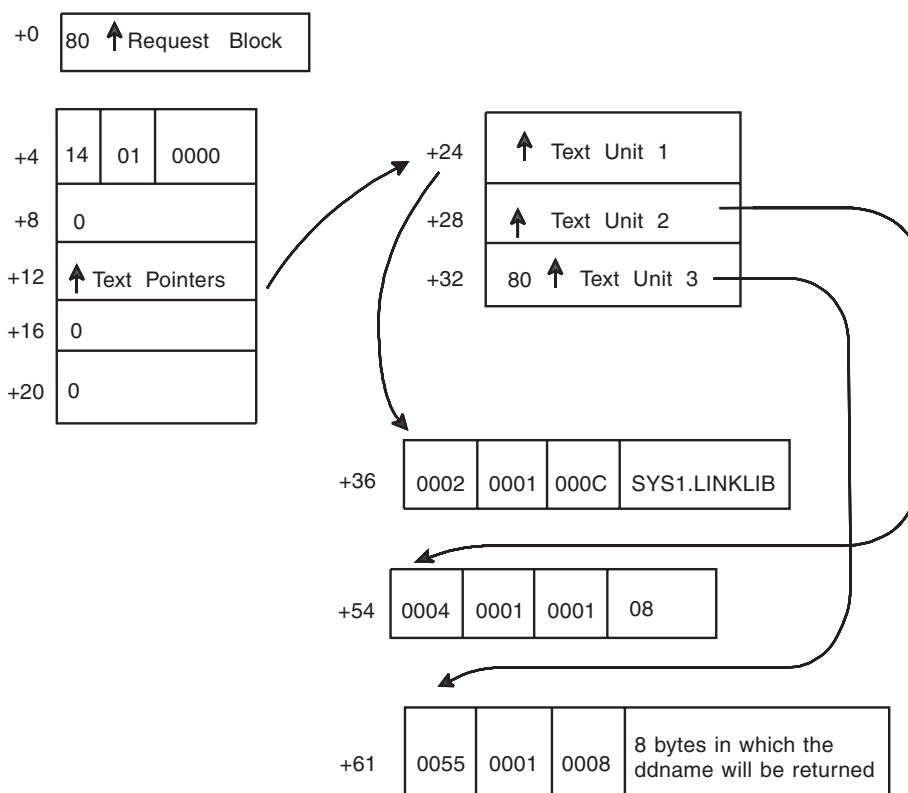 +0 80 Request Block
+4 14 01 0000
+8 0
+12 Text Pointers
+16 0
+20 0
+24 Text Unit 1
+28 Text Unit 2
+32 80 Text Unit 3
+36 0002 0001 000C SYS1.LINKLIB
+54 0004 0001 0001 08
+61 0055 0001 0008 8 bytes in which the
ddname will be returned